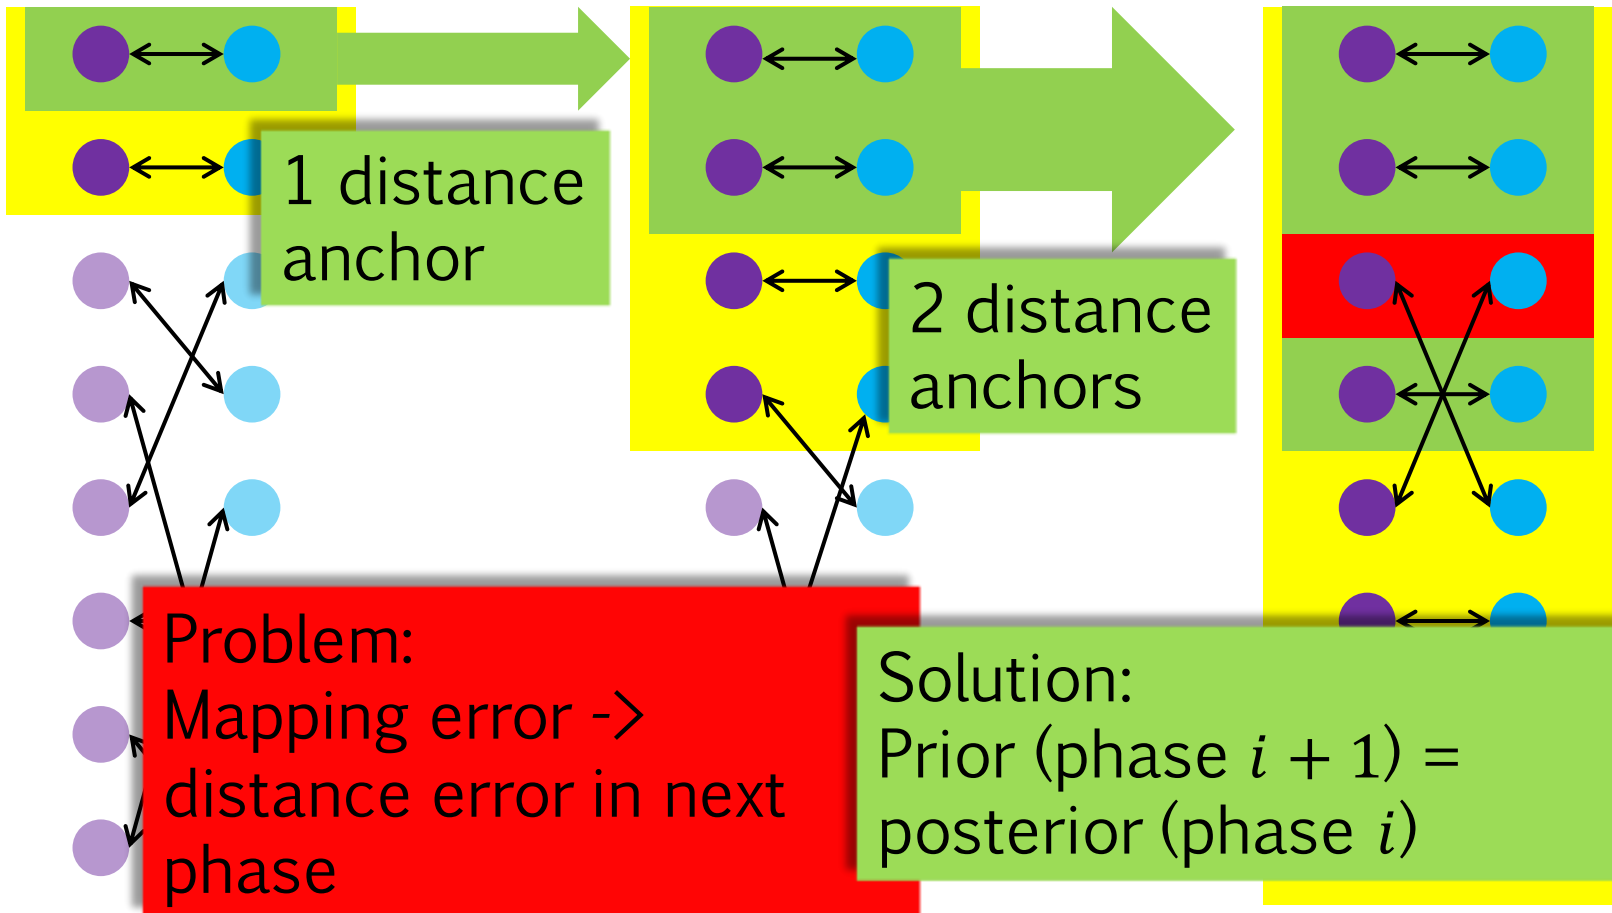 1 distance
anchor
2 distance
anchors
Problem:
Mapping error ->
distance error in next
phase
Solution:
Prior (phase i + 1) =
posterior (phase i)